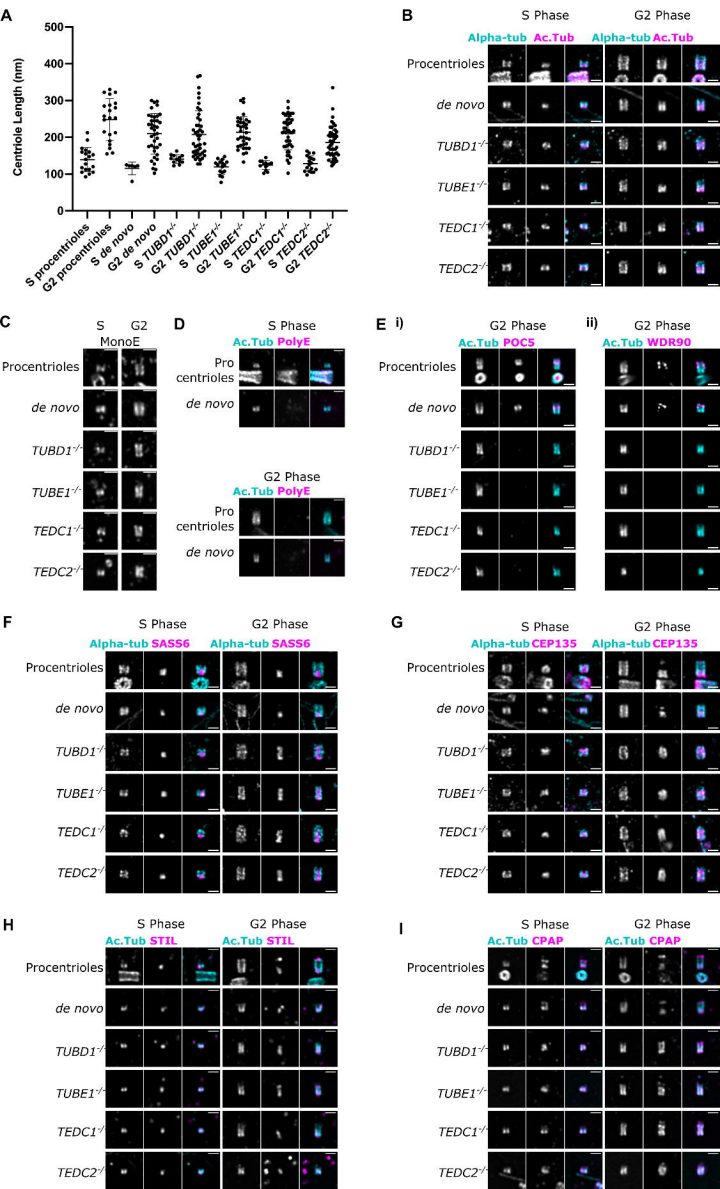 A
500
400
300
200
100
0
Centriole Length (nm)
S procentrioles
G2 procentrioles
S de novo
G2 de novo
S TUBD1-/-
G2 TUBD1-/-
S TUBE1-/-
G2 TUBE1-/-
S TEDC1-/-
G2 TEDC1-/-
S TEDC2-/-
G2 TEDC2-/-
B
S Phase G2 Phase
Alpha-tub Ac.Tub Alpha-tub Ac.Tub
Procentrioles
de novo
TUBD1-/-
TUBE1-/-
TEDC1-/-
TEDC2-/-
C
S G2
MonoE
Procentrioles
de novo
TUBD1-/-
TUBE1-/-
TEDC1-/-
TEDC2-/-
D
S Phase
Ac.Tub PolyE
Pro
centrioles
de novo
G2 Phase
Ac.Tub PolyE
Pro
centrioles
de novo
E i) ii)
G2 Phase G2 Phase
Ac.Tub POC5 Ac.Tub WDR90
Procentrioles
de novo
TUBD1-/-
TUBE1-/-
TEDC1-/-
TEDC2-/-
F
S Phase G2 Phase
Alpha-tub SASS6 Alpha-tub SASS6
Procentrioles
de novo
TUBD1-/-
TUBE1-/-
TEDC1-/-
TEDC2-/-
G
S Phase G2 Phase
Alpha-tub CEP135 Alpha-tub CEP135
Procentrioles
de novo
TUBD1-/-
TUBE1-/-
TEDC1-/-
TEDC2-/-
H
S Phase G2 Phase
Ac.Tub STIL Ac.Tub STIL
Procentrioles
de novo
TUBD1-/-
TUBE1-/-
TEDC1-/-
TEDC2-/-
I
S Phase G2 Phase
Ac.Tub CPAP Ac.Tub CPAP
Procentrioles
de novo
TUBD1-/-
TUBE1-/-
TEDC1-/-
TEDC2-/-